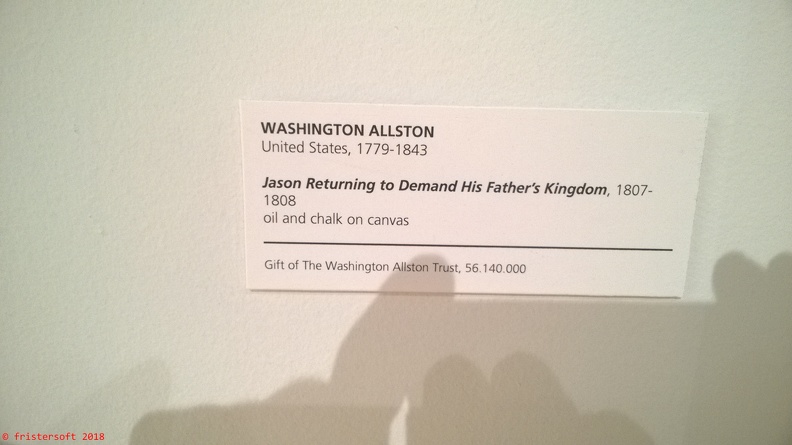 WASHINGTON ALLSTON
United States, 1779-1843
Jason Returning to Demand His Father's Kingdom, 1807-
1808
oil and chalk on canvas
Gift of The Washington Allston Trust, 56.140.000
© fristersoft 2018